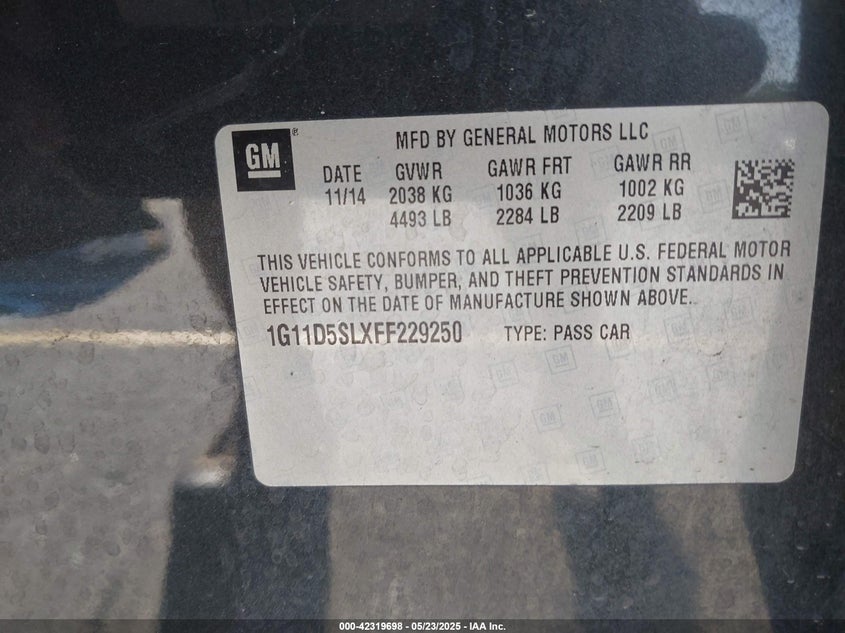 GM®
MFD BY GENERAL MOTORS LLC
DATE GVWR GAWR FRT GAWR RR
11/14 2038 KG 1036 KG 1002 KG
4493 LB 2284 LB 2209 LB
THIS VEHICLE CONFORMS TO ALL APPLICABLE U.S. FEDERAL MOTOR
VEHICLE SAFETY, BUMPER, AND THEFT PREVENTION STANDARDS IN
EFFECT ON THE DATE OF MANUFACTURE SHOWN ABOVE.
1G11D5SLXFF229250 TYPE: PASS CAR
000-42319698 - 05/23/2025 - IAA Inc.